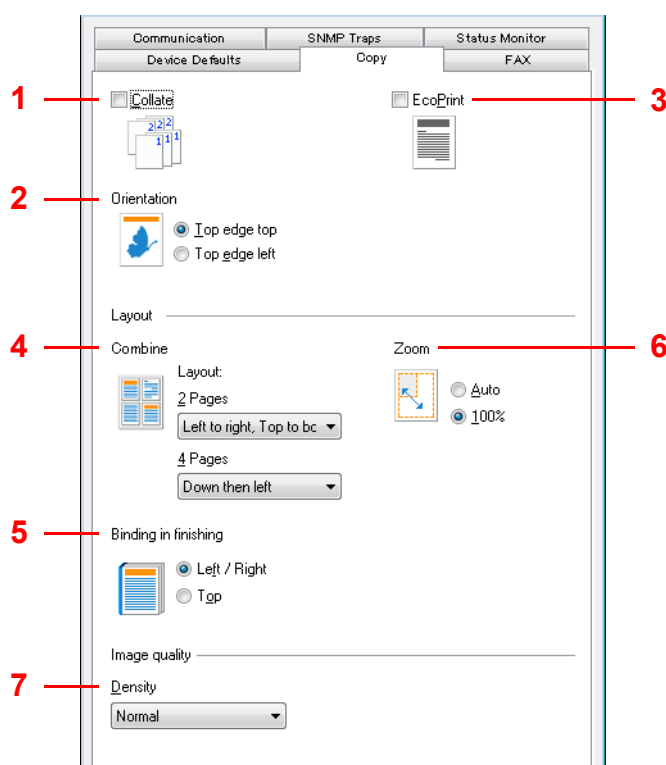 Communication
SNMP Traps
Status Monitor
Device Defaults
Copy
FAX
1
Collate
EcoPrint
3
2 2 2
1 1 1
2
Orientation
Top edge top
Top edge left
Layout
4
Combine
Zoom
6
Layout:
2 Pages
Left to right, Top to bc
Auto
100%
4 Pages
Down then left
5
Binding in finishing
Left / Right
Top
Image quality
7
Density
Normal